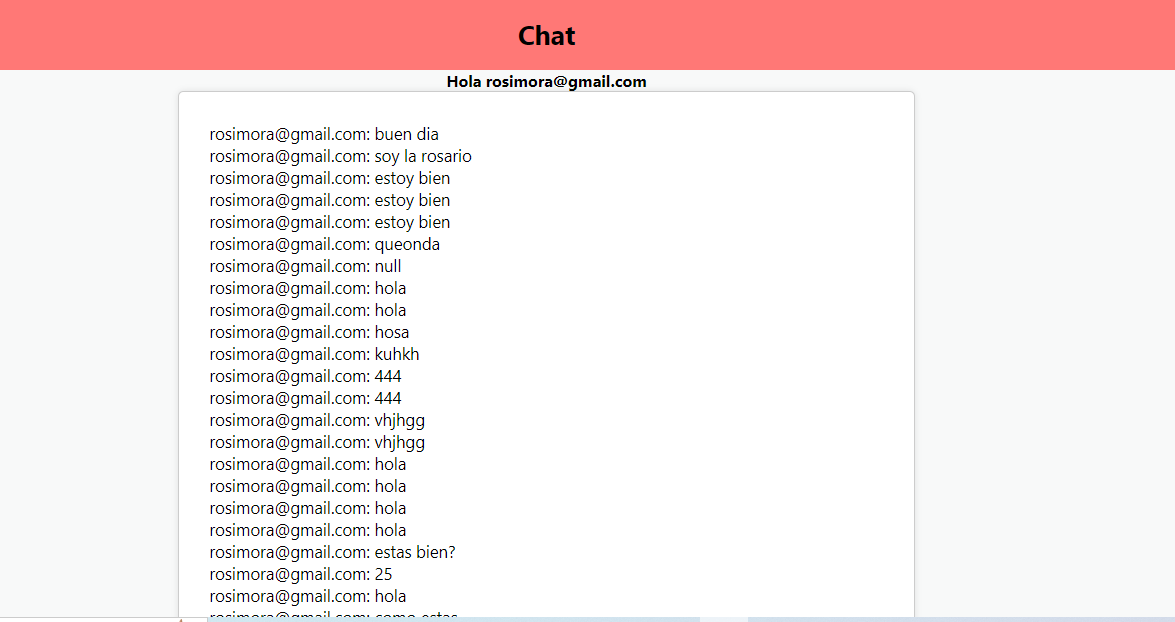 Chat
Hola rosimora@gmail.com
rosimora@gmail.com: buen dia
rosimora@gmail.com: soy la rosario
rosimora@gmail.com: estoy bien
rosimora@gmail.com: estoy bien
rosimora@gmail.com: estoy bien
rosimora@gmail.com: queonda
rosimora@gmail.com: null
rosimora@gmail.com: hola
rosimora@gmail.com: hola
rosimora@gmail.com: hosa
rosimora@gmail.com: kuhkh
rosimora@gmail.com: 444
rosimora@gmail.com: 444
rosimora@gmail.com: vhjhgg
rosimora@gmail.com: vhjhgg
rosimora@gmail.com: hola
rosimora@gmail.com: hola
rosimora@gmail.com: hola
rosimora@gmail.com: hola
rosimora@gmail.com: estas bien?
rosimora@gmail.com: 25
rosimora@gmail.com: hola
rosimora@gmail.com: como estas